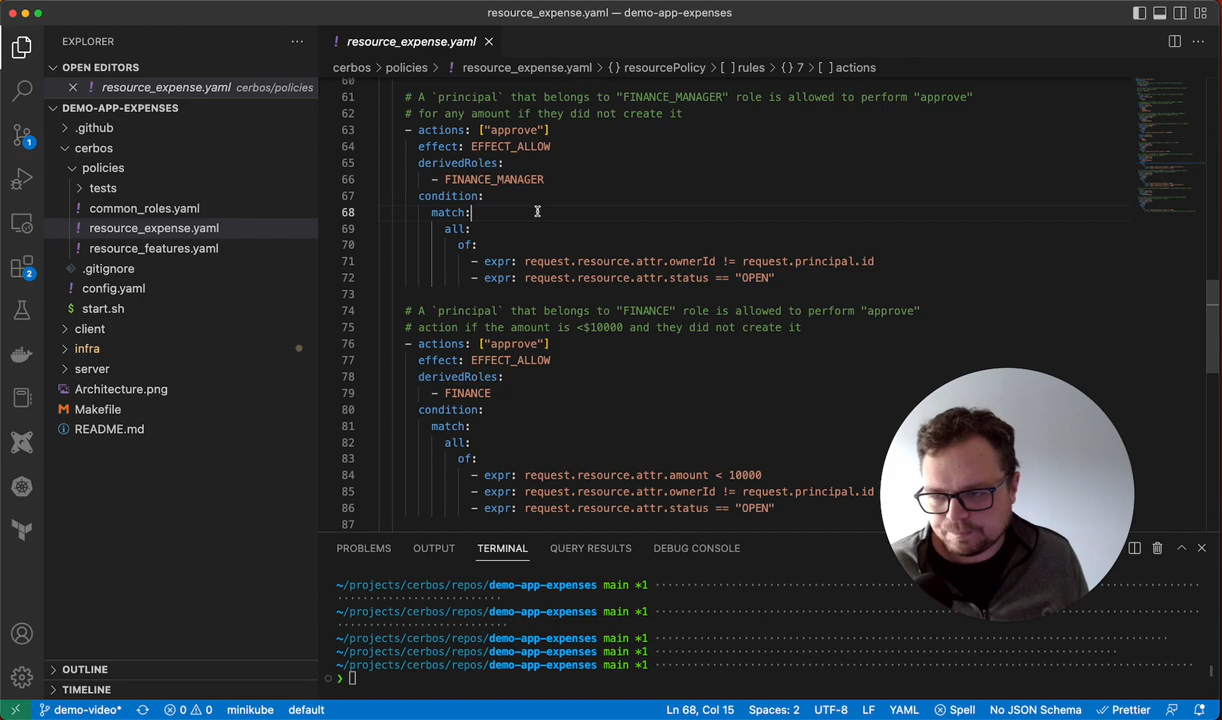 resource_expense.yaml — demo-app-expenses
EXPLORER
OPEN EDITORS
resource_expense.yaml cerbos/policies
DEMO-APP-EXPENSES
.github
cerbos
policies
tests
common_roles.yaml
resource_expense.yaml
resource_features.yaml
.gitignore
config.yaml
start.sh
client
infra
server
Architecture.png
Makefile
README.md
OUTLINE
TIMELINE
1
2
resource_expense.yaml
cerbos > policies > ! resource_expense.yaml > {} resourcePolicy > [ ] rules > {} 7 > [ ] actions
60
61 # A `principal` that belongs to "FINANCE_MANAGER" role is allowed to perform "approve"
62 # for any amount if they did not create it
63 - actions: ["approve"]
64 effect: EFFECT_ALLOW
65 derivedRoles:
66 - FINANCE_MANAGER
67 condition:
68 match:
69 all:
70 of:
71 - expr: request.resource.attr.ownerId != request.principal.id
72 - expr: request.resource.attr.status == "OPEN"
73
74 # A `principal` that belongs to "FINANCE" role is allowed to perform "approve"
75 # action if the amount is <$10000 and they did not create it
76 - actions: ["approve"]
77 effect: EFFECT_ALLOW
78 derivedRoles:
79 - FINANCE
80 condition:
81 match:
82 all:
83 of:
84 - expr: request.resource.attr.amount < 10000
85 - expr: request.resource.attr.ownerId != request.principal.id
86 - expr: request.resource.attr.status == "OPEN"
87
PROBLEMS OUTPUT TERMINAL QUERY RESULTS DEBUG CONSOLE
~/projects/cerbos/repos/demo-app-expenses main *1
~/projects/cerbos/repos/demo-app-expenses main *1
~/projects/cerbos/repos/demo-app-expenses main *1
~/projects/cerbos/repos/demo-app-expenses main *1
~/projects/cerbos/repos/demo-app-expenses main *1
❯
demo-video* 0 0 minikube default Ln 68, Col 15 Spaces: 2 UTF-8 LF YAML Spell No JSON Schema Prettier